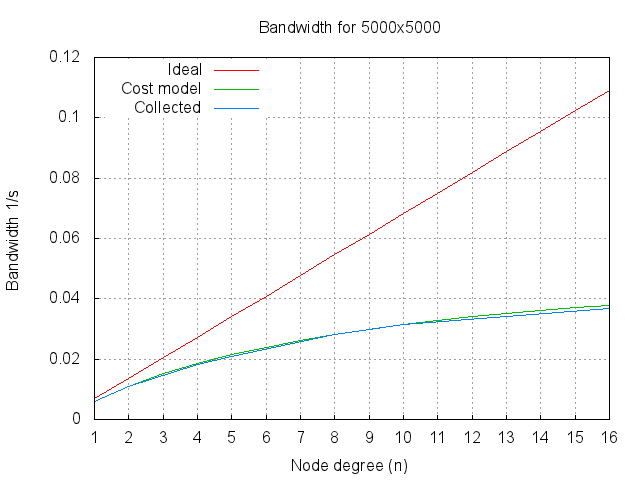 Bandwidth for 5000x5000
0.12
0.1
0.08
0.06
0.04
0.02
0
Bandwidth 1/s
Ideal
Cost model
Collected
1 2 3 4 5 6 7 8 9 10 11 12 13 14 15 16
Node degree (n)